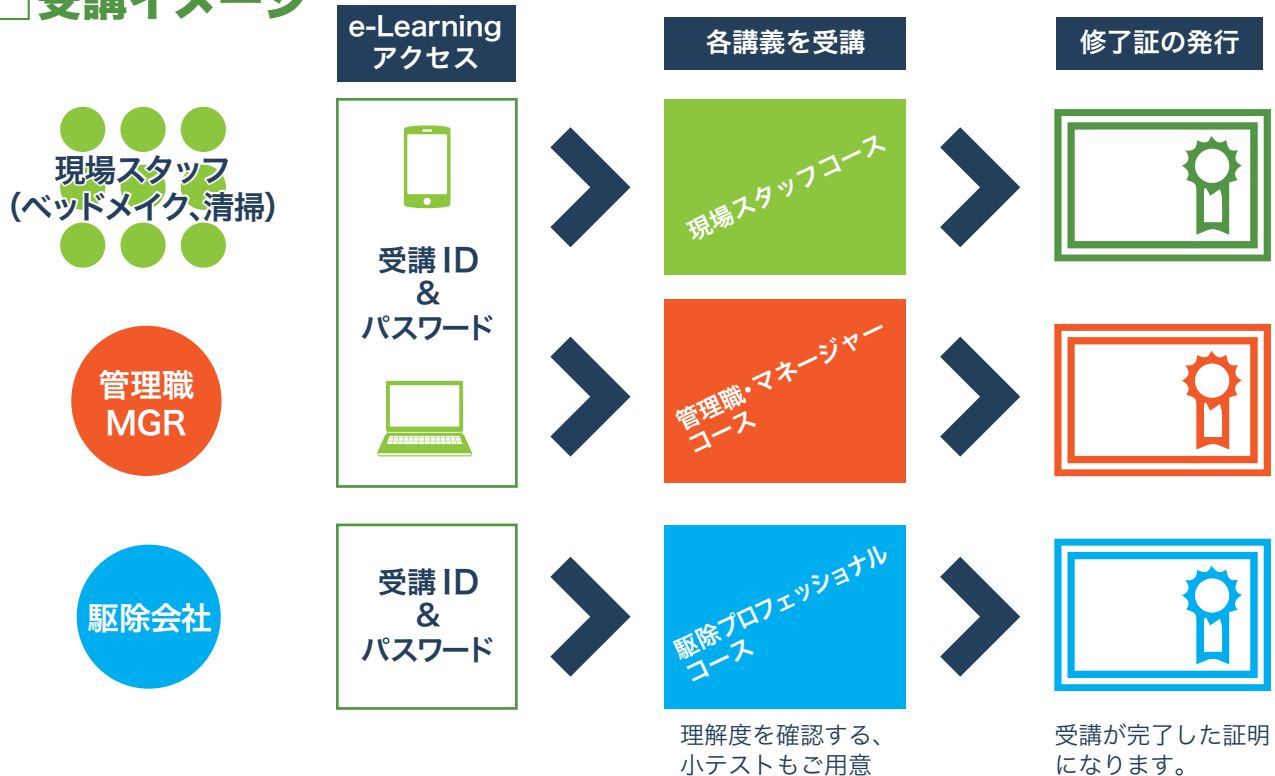 受講イメージ
e-Learning
アクセス
各講義を受講
修了証の発行
現場スタッフ
(ベッドメイク、清掃)
受講ID
&
パスワード
現場スタッフコース
管理職
MGR
管理職・マネージャー
コース
駆除会社
受講ID
&
パスワード
駆除プロフェッショナル
コース
理解度を確認する、
小テストもご用意
受講が完了した証明
になります。